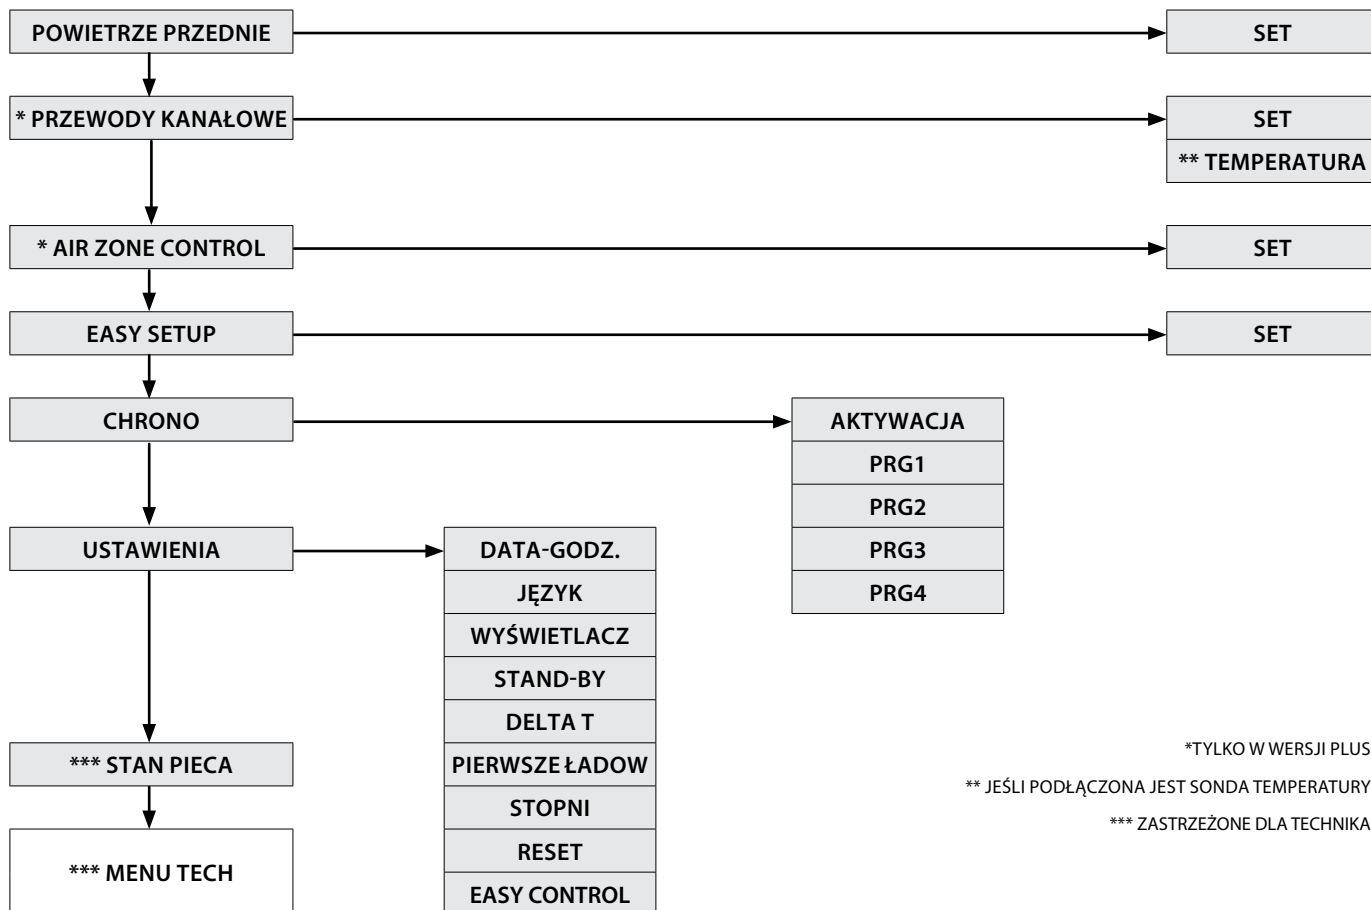 POWIETRZE PRZEDNIE
SET
* PRZEWODY KANAŁOWE
SET
** TEMPERATURA
* AIR ZONE CONTROL
SET
EASY SETUP
SET
CHRONO
AKTYWACJA
PRG1
PRG2
PRG3
PRG4
USTAWIENIA
DATA-GODZ.
JĘZYK
WYŚWIETLACZ
STAND-BY
DELTA T
PIERWSZE ŁADOW
STOPNI
RESET
EASY CONTROL
*** STAN PIECA
*** MENU TECH
*TYLKO W WERSJI PLUS
** JEŚLI PODŁĄCZONA JEST SONDA TEMPERATURY
*** ZASTRZEŻONE DLA TECHNIKA